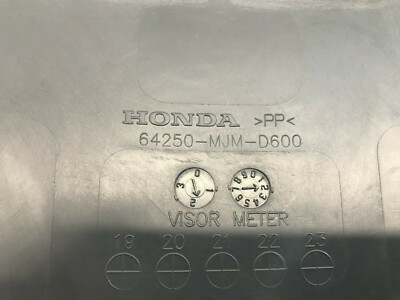 HONDA >PP<
64250-MJM-D600
VISOR METER
19 20 21 22 23